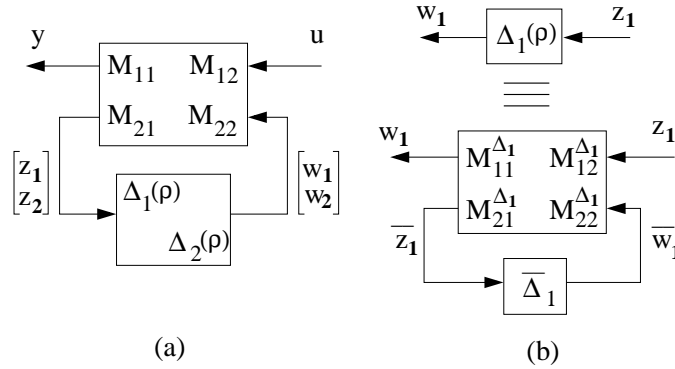 y
u
M₁₁ M₁₂
M₂₁ M₂₂
[z₁ z₂]
[w₁ w₂]
Δ₁(ρ)
Δ₂(ρ)
(a)
w₁
z₁
Δ₁(ρ)
w₁
z₁
M₁₁^Δ₁ M₁₂^Δ₁
M₂₁^Δ₁ M₂₂^Δ₁
z̅₁
w̅₁
Δ̅₁
(b)